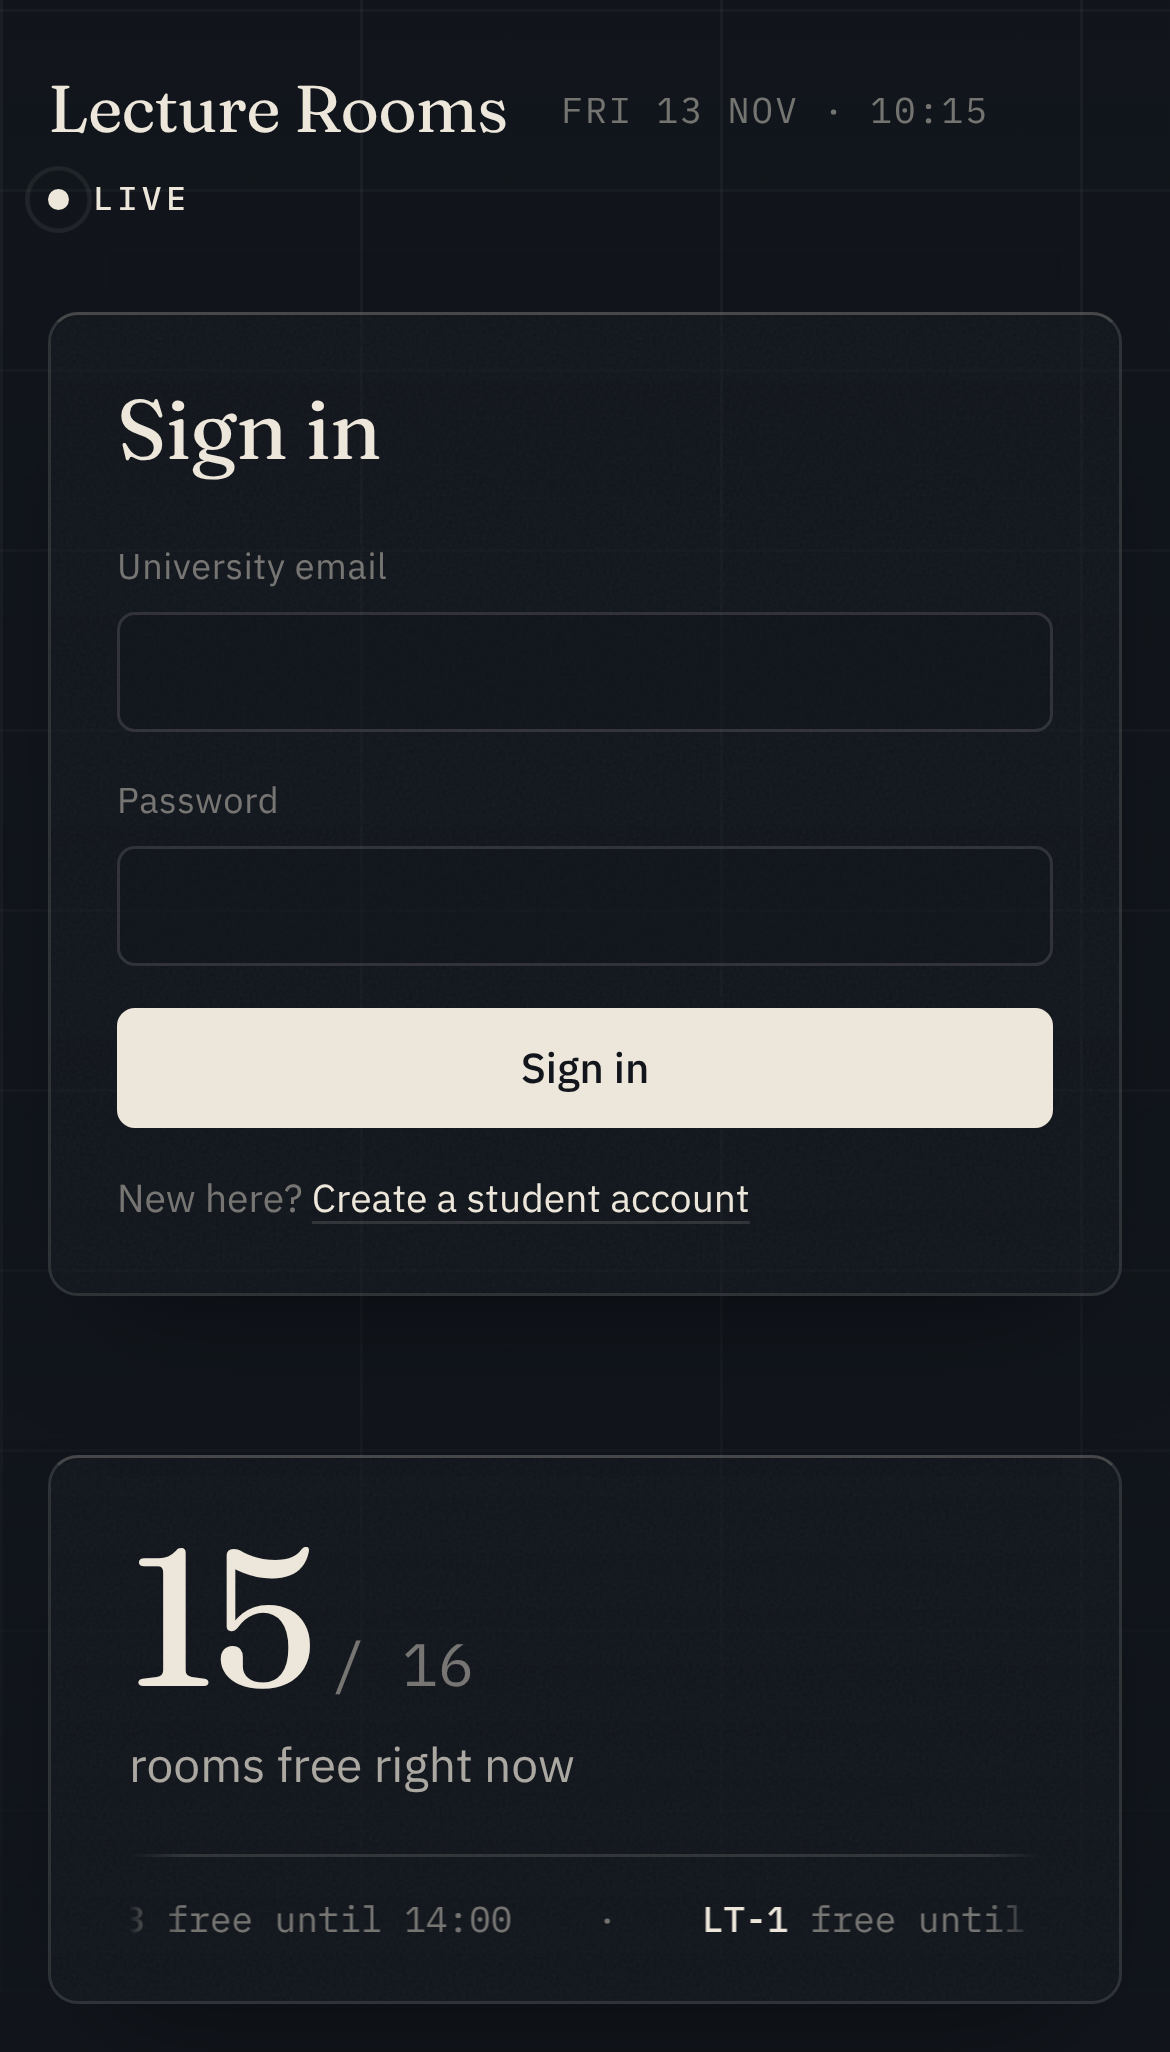 Lecture Rooms FRI 13 NOV · 10:15
LIVE
Sign in
University email
Password
Sign in
New here? Create a student account
15 / 16
rooms free right now
3 free until 14:00 · LT-1 free until